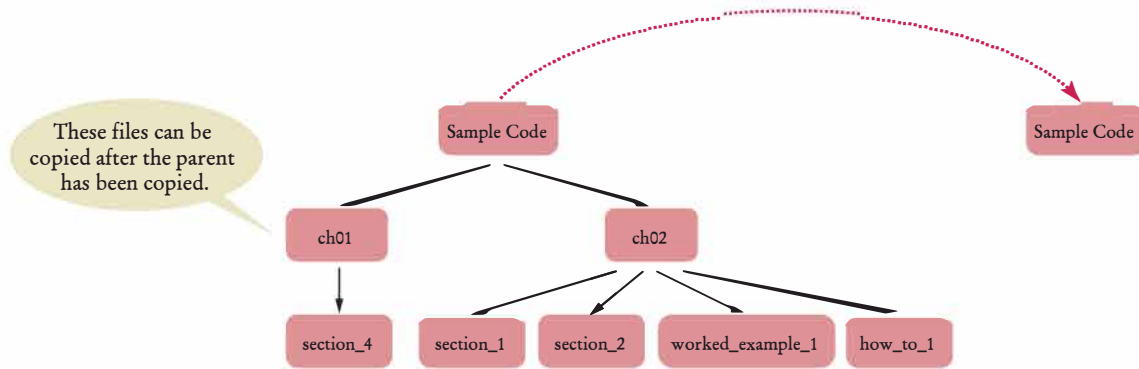 Sample Code
Sample Code
These files can be
copied after the parent
has been copied.
ch01
ch02
section_4
section_1
section_2
worked_example_1
how_to_1